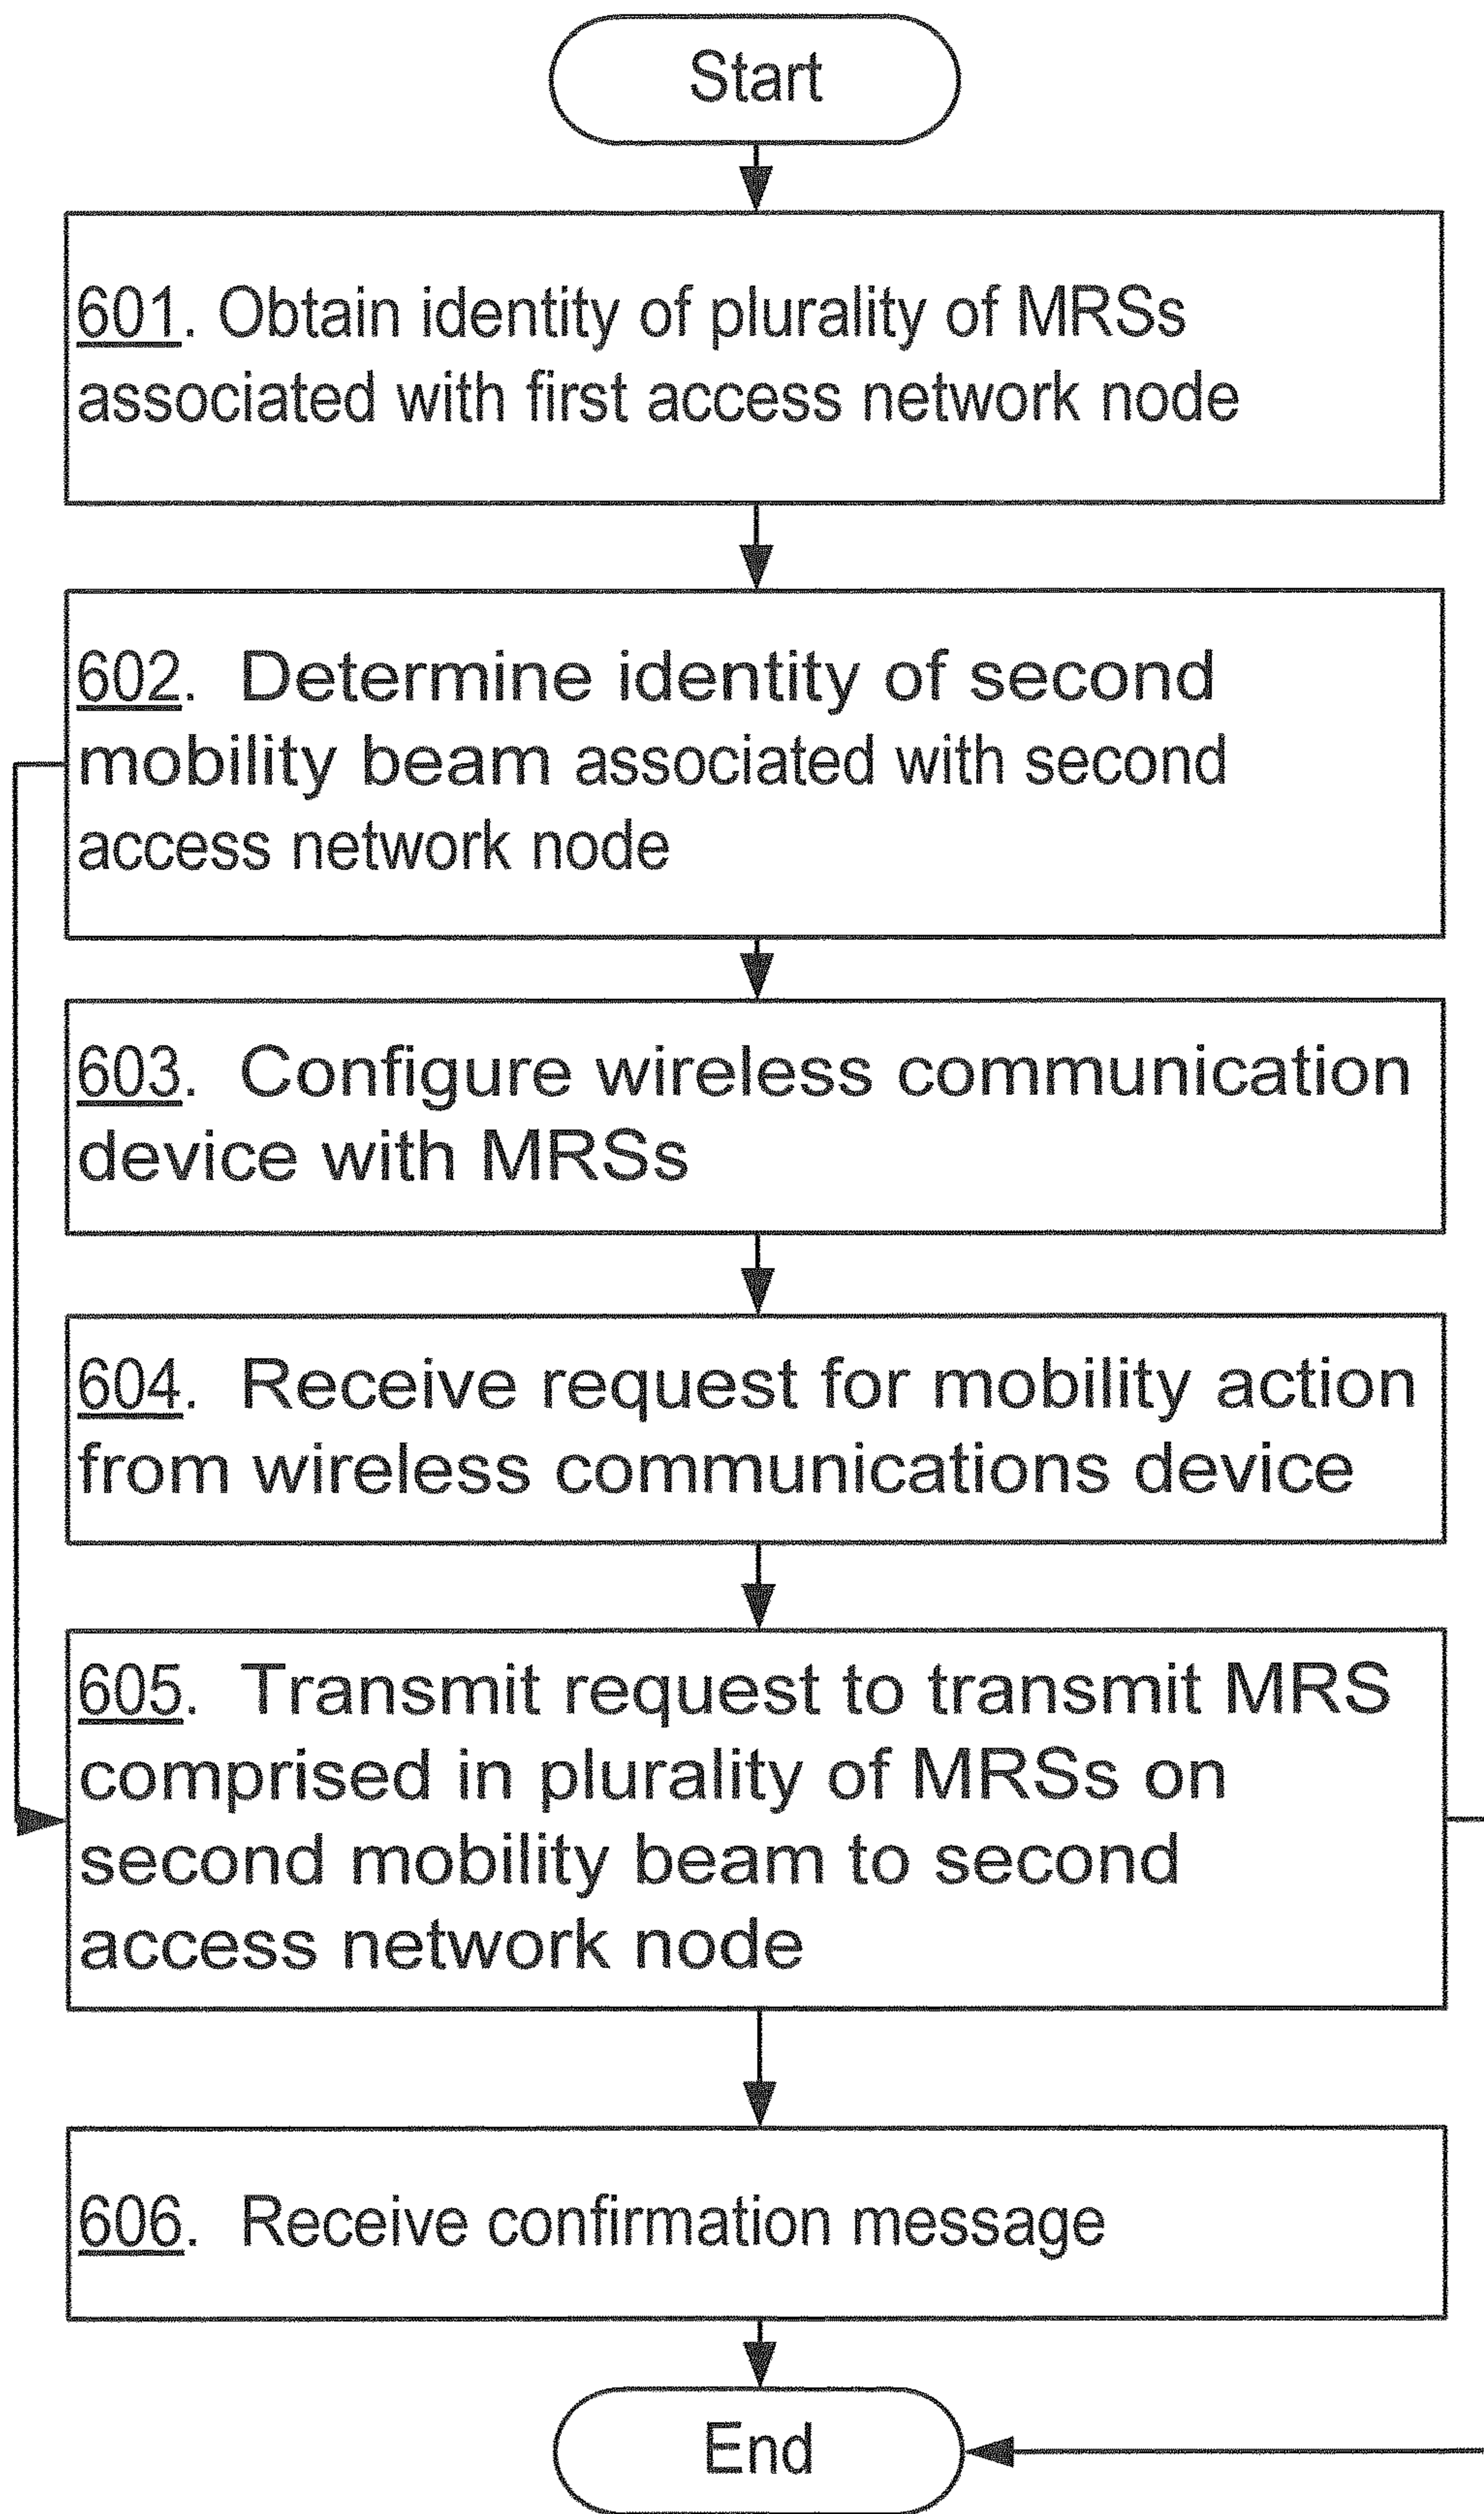 Start
601. Obtain identity of plurality of MRSs
associated with first access network node
602. Determine identity of second
mobility beam associated with second
access network node
603. Configure wireless communication
device with MRSs
604. Receive request for mobility action
from wireless communications device
605. Transmit request to transmit MRS
comprised in plurality of MRSs on
second mobility beam to second
access network node
606. Receive confirmation message
End